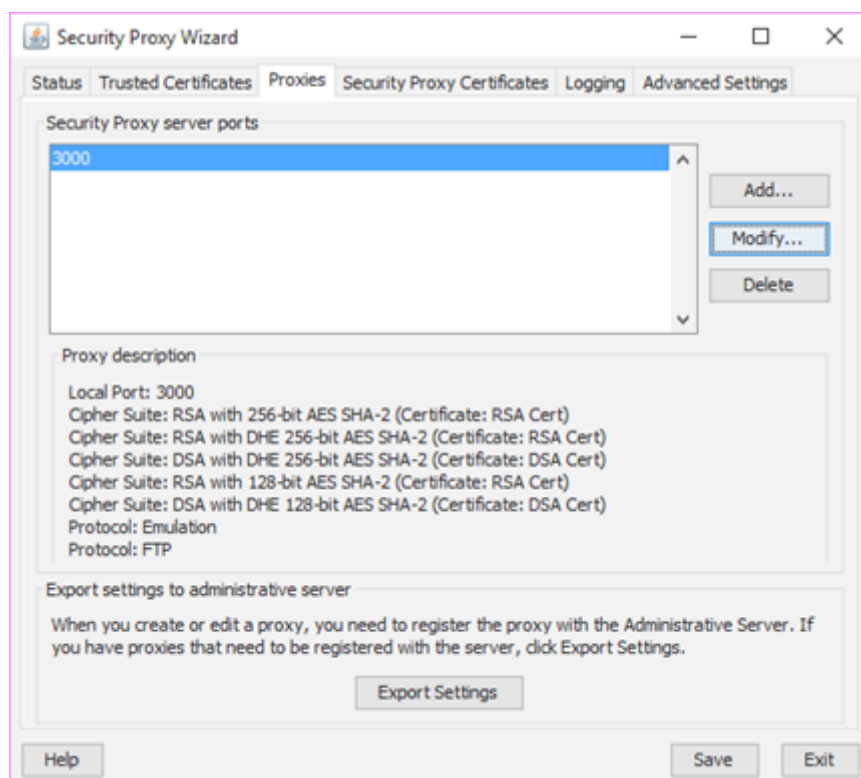 Security Proxy Wizard
Status Trusted Certificates Proxies Security Proxy Certificates Logging Advanced Settings
Security Proxy server ports
3000
Add...
Modify...
Delete
Proxy description
Local Port: 3000
Cipher Suite: RSA with 256-bit AES SHA-2 (Certificate: RSA Cert)
Cipher Suite: RSA with DHE 256-bit AES SHA-2 (Certificate: RSA Cert)
Cipher Suite: DSA with DHE 256-bit AES SHA-2 (Certificate: DSA Cert)
Cipher Suite: RSA with 128-bit AES SHA-2 (Certificate: RSA Cert)
Cipher Suite: DSA with DHE 128-bit AES SHA-2 (Certificate: DSA Cert)
Protocol: Emulation
Protocol: FTP
Export settings to administrative server
When you create or edit a proxy, you need to register the proxy with the Administrative Server. If
you have proxies that need to be registered with the server, click Export Settings.
Export Settings
Help Save Exit